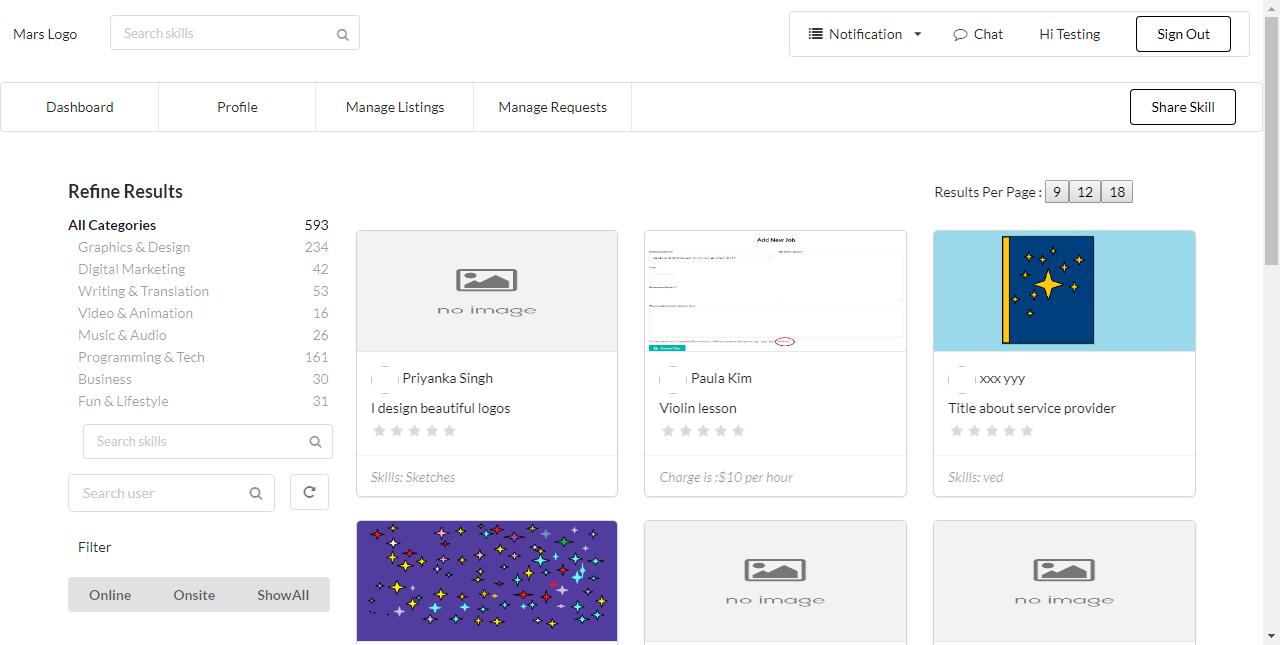 Mars Logo
Search skills
Notification
Chat
Hi Testing
Sign Out
Dashboard
Profile
Manage Listings
Manage Requests
Share Skill
Refine Results
Results Per Page :
9
12
18
All Categories 593
Graphics & Design 234
Digital Marketing 42
Writing & Translation 53
Video & Animation 16
Music & Audio 26
Programming & Tech 161
Business 30
Fun & Lifestyle 31
Search skills
Search user
Filter
Online
Onsite
ShowAll
no image
Priyanka Singh
I design beautiful logos
Skills: Sketches
Add New Job
Paula Kim
Violin lesson
Charge is :$10 per hour
xxx yyy
Title about service provider
Skills: ved
no image
no image